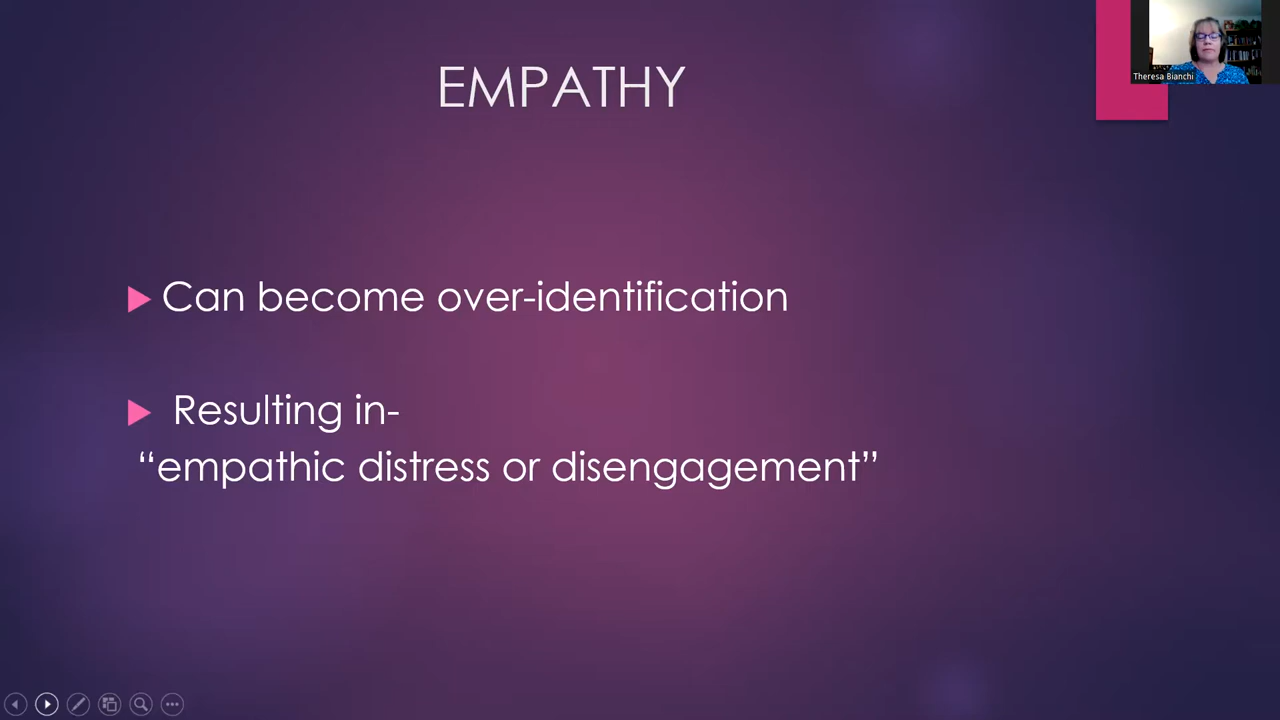 EMPATHY
Theresa Bianchi
Can become over-identification
Resulting in-
“empathic distress or disengagement”